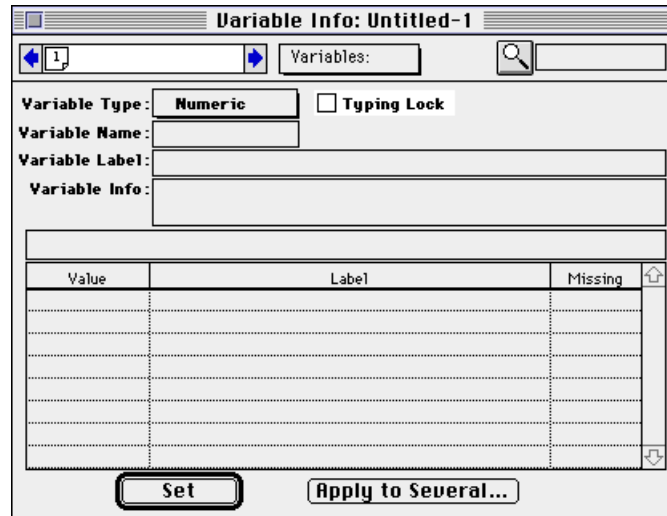 Variable Info: Untitled-1
1 Variables:
Variable Type: Numeric Typing Lock
Variable Name:
Variable Label:
Variable Info:
Value Label Missing
Set Apply to Several...